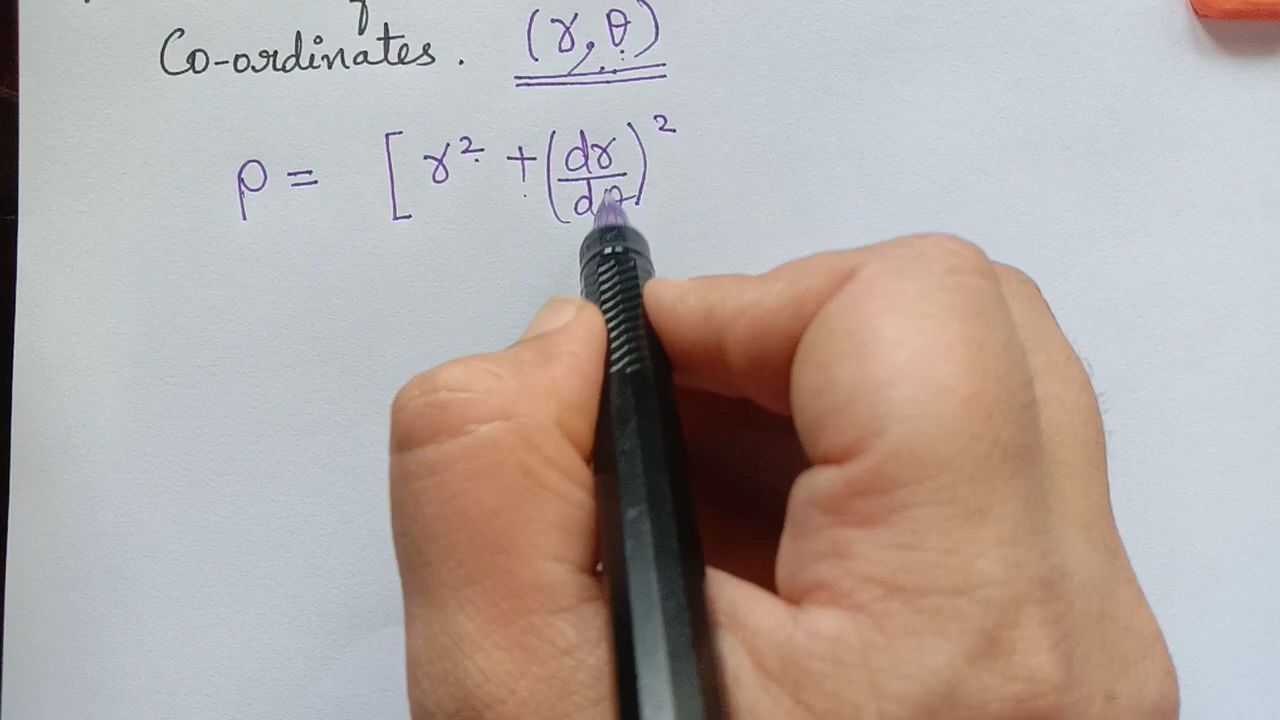 Co-ordinates. (r, θ)
ρ = [ r² + (dr/dθ)²